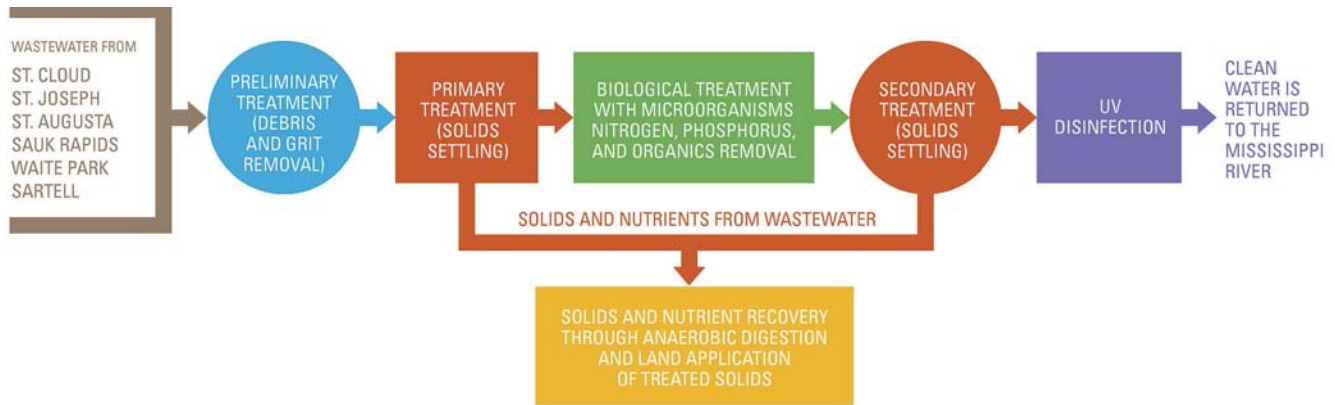 WASTEWATER FROM
ST. CLOUD
ST. JOSEPH
ST. AUGUSTA
SAUK RAPIDS
WAITE PARK
SARTELL
PRELIMINARY
TREATMENT
(DEBRIS
AND GRIT
REMOVAL)
PRIMARY
TREATMENT
(SOLIDS
SETTLING)
BIOLOGICAL TREATMENT
WITH MICROORGANISMS
NITROGEN, PHOSPHORUS,
AND ORGANICS REMOVAL
SECONDARY
TREATMENT
(SOLIDS
SETTLING)
UV
DISINFECTION
CLEAN
WATER IS
RETURNED
TO THE
MISSISSIPPI
RIVER
SOLIDS AND NUTRIENTS FROM WASTEWATER
SOLIDS AND NUTRIENT RECOVERY
THROUGH ANAEROBIC DIGESTION
AND LAND APPLICATION
OF TREATED SOLIDS